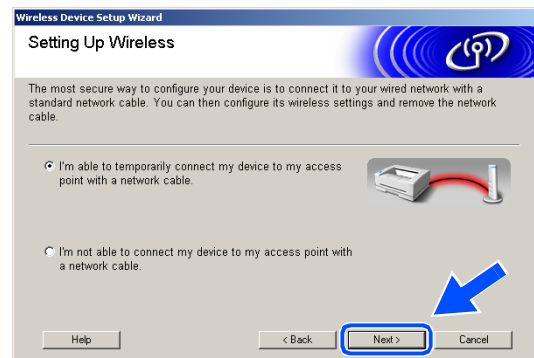 Wireless Device Setup Wizard
Setting Up Wireless
The most secure way to configure your device is to connect it to your wired network with a
standard network cable. You can then configure its wireless settings and remove the network
cable.
I'm able to temporarily connect my device to my access
point with a network cable.
I'm not able to connect my device to my access point with
a network cable.
Help
< Back
Next >
Cancel